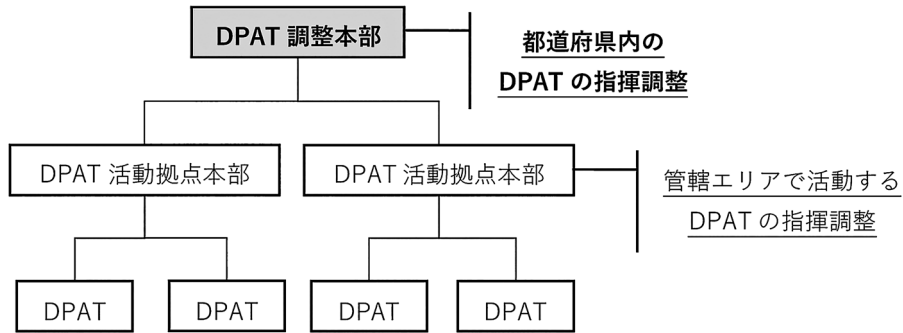 DPAT 調整本部
都道府県内の
DPAT の指揮調整
DPAT 活動拠点本部
DPAT 活動拠点本部
管轄エリアで活動する
DPAT の指揮調整
DPAT
DPAT
DPAT
DPAT